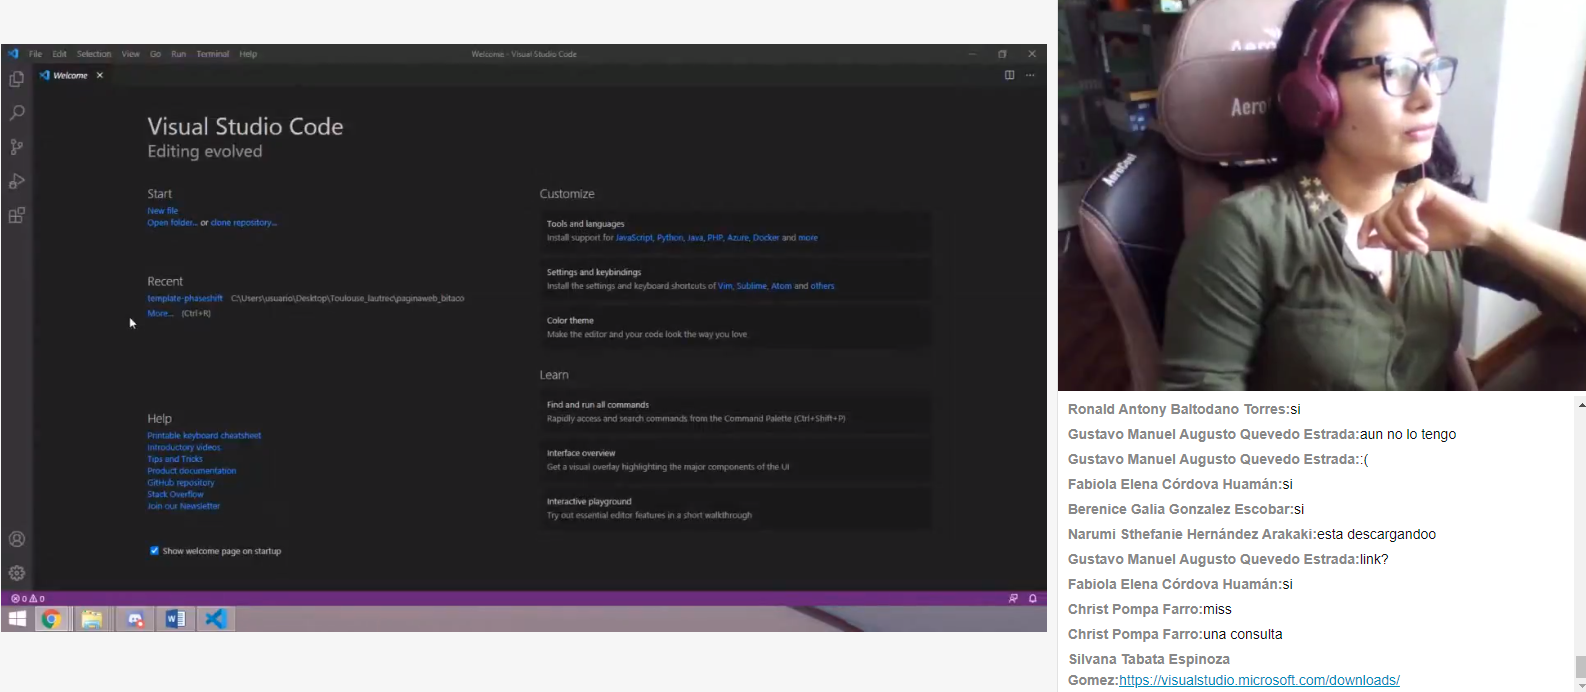 File Edit Selection View Go Run Terminal Help
Welcome - Visual Studio Code
Welcome
Visual Studio Code
Editing evolved
Start
New file
Open folder... or clone repository...
Recent
template-phaseshift C:\Users\usuario\Desktop\Toulouse_lautrec\paginaweb_bitaco
More... (Ctrl+R)
Help
Printable keyboard cheatsheet
Introductory videos
Tips and Tricks
Product documentation
GitHub repository
Stack Overflow
Join our Newsletter
Show welcome page on startup
Customize
Tools and languages
Install support for JavaScript, Python, Java, PHP, Azure, Docker and more
Settings and keybindings
Install the settings and keyboard shortcuts of Vim, Sublime, Atom and others
Color theme
Make the editor and your code look the way you love
Learn
Find and run all commands
Rapidly access and search commands from the Command Palette (Ctrl+Shift+P)
Interface overview
Get a visual overlay highlighting the major components of the UI
Interactive playground
Try out essential editor features in a short walkthrough
0 0
AeroCool
Ronald Antony Baltodano Torres:si
Gustavo Manuel Augusto Quevedo Estrada:aun no lo tengo
Gustavo Manuel Augusto Quevedo Estrada::(
Fabiola Elena Córdova Huamán:si
Berenice Galia Gonzalez Escobar:si
Narumi Sthefanie Hernández Arakaki:esta descargandoo
Gustavo Manuel Augusto Quevedo Estrada:link?
Fabiola Elena Córdova Huamán:si
Christ Pompa Farro:miss
Christ Pompa Farro:una consulta
Silvana Tabata Espinoza
Gomez:https://visualstudio.microsoft.com/downloads/